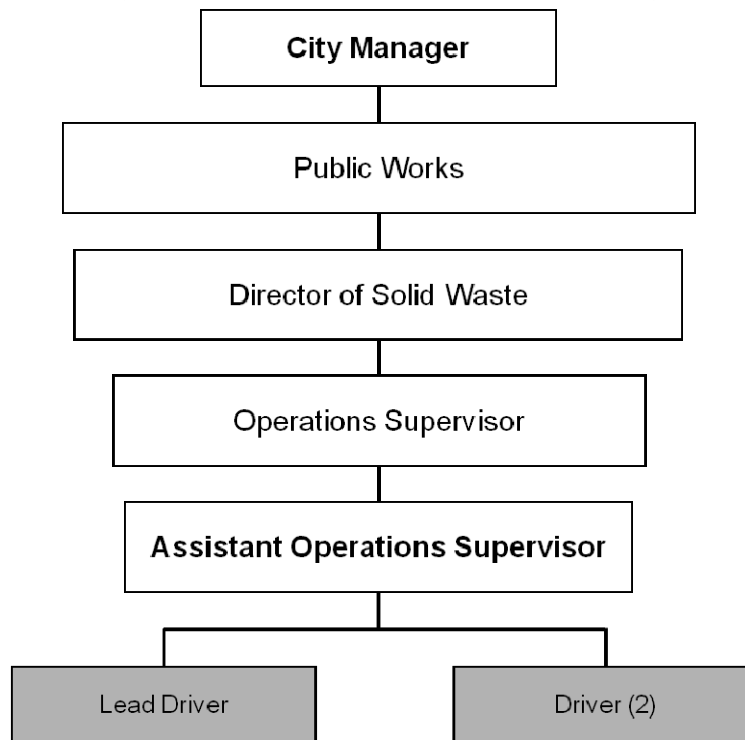 City Manager
Public Works
Director of Solid Waste
Operations Supervisor
Assistant Operations Supervisor
Lead Driver
Driver (2)